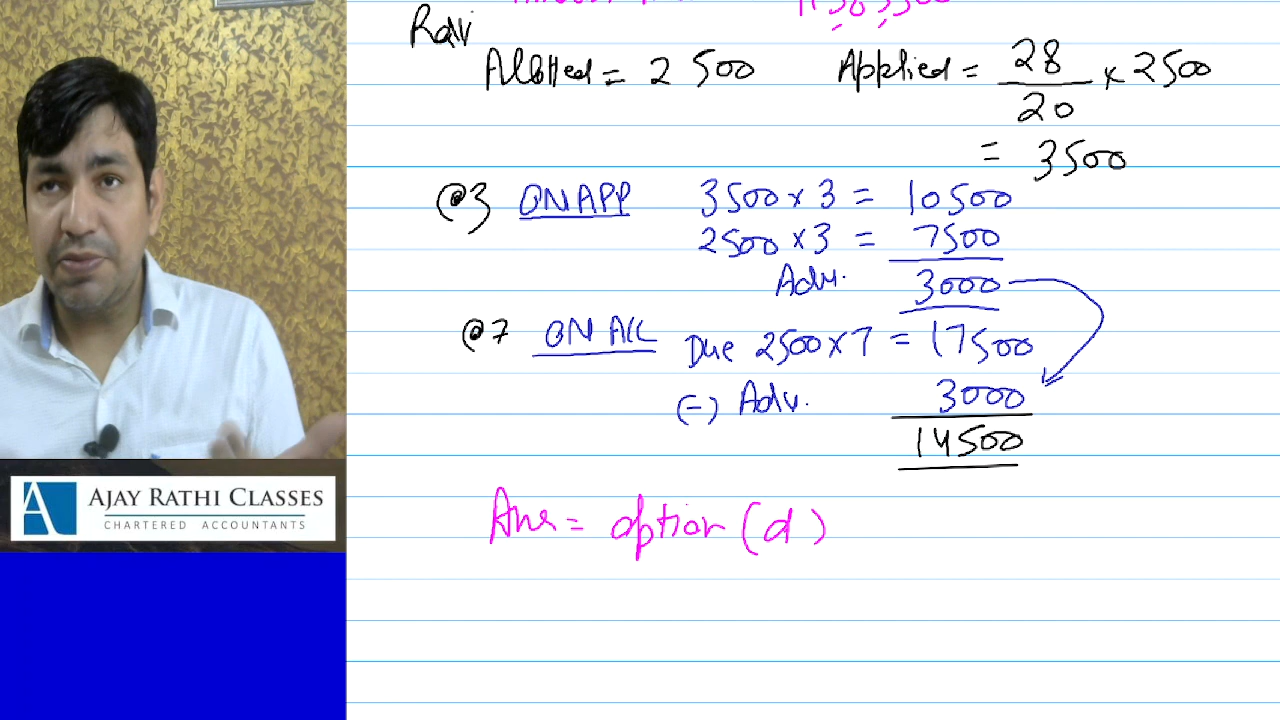 Ravi
Allotted = 2500 Applied = 28/20 × 2500
= 3500
@3 ON APP 3500 × 3 = 10500
2500 × 3 = 7500
Adv. 3000
@7 ON ALL Due 2500 × 7 = 17500
(-) Adv. 3000
14500
Ans = option (d)
AJAY RATHI CLASSES
CHARTERED ACCOUNTANTS